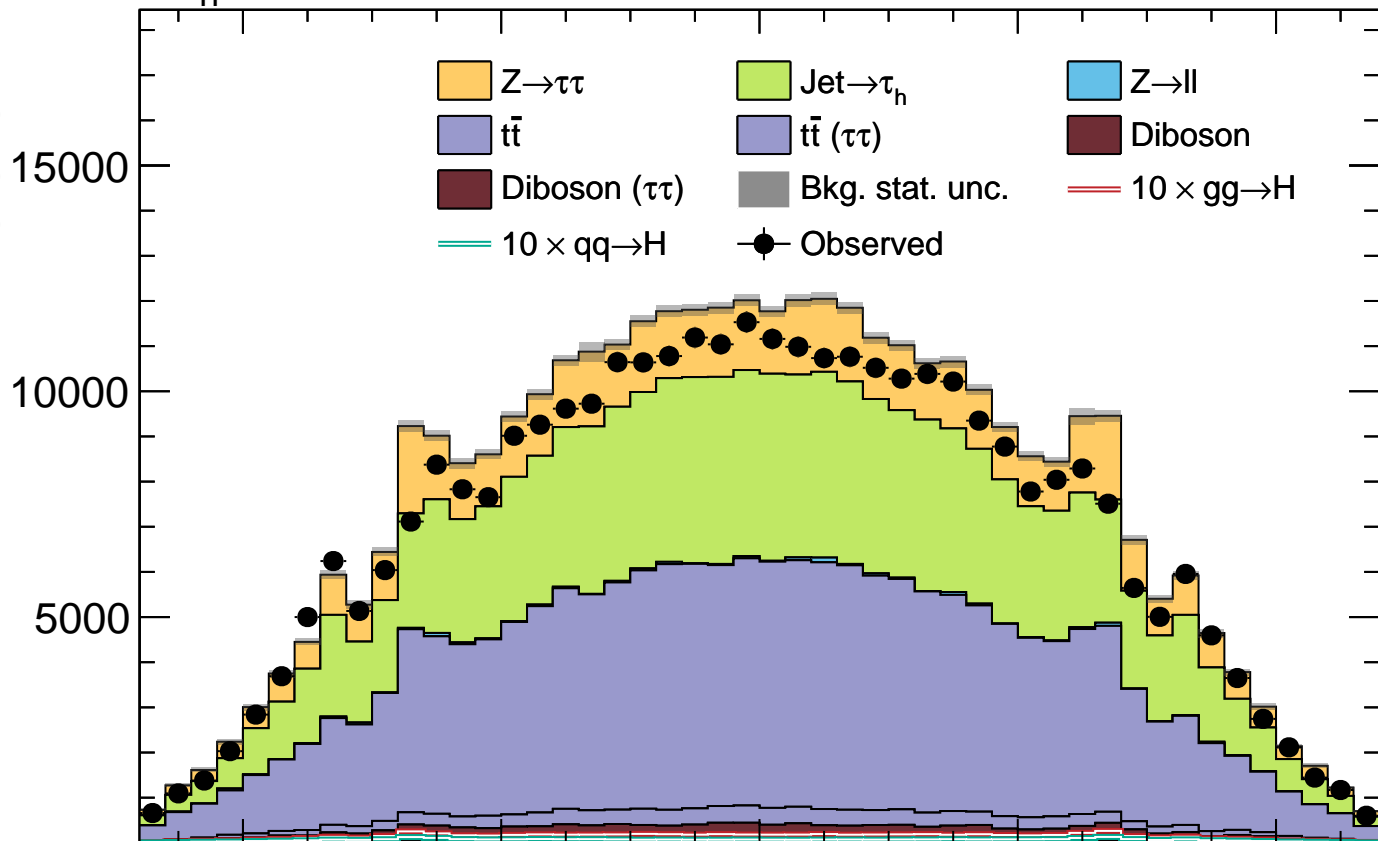 Z→ττ Jet→τ_h Z→ll
tt̄ tt̄ (ττ) Diboson
Diboson (ττ) Bkg. stat. unc. 10 × gg→H
10 × qq→H Observed
15000
10000
5000